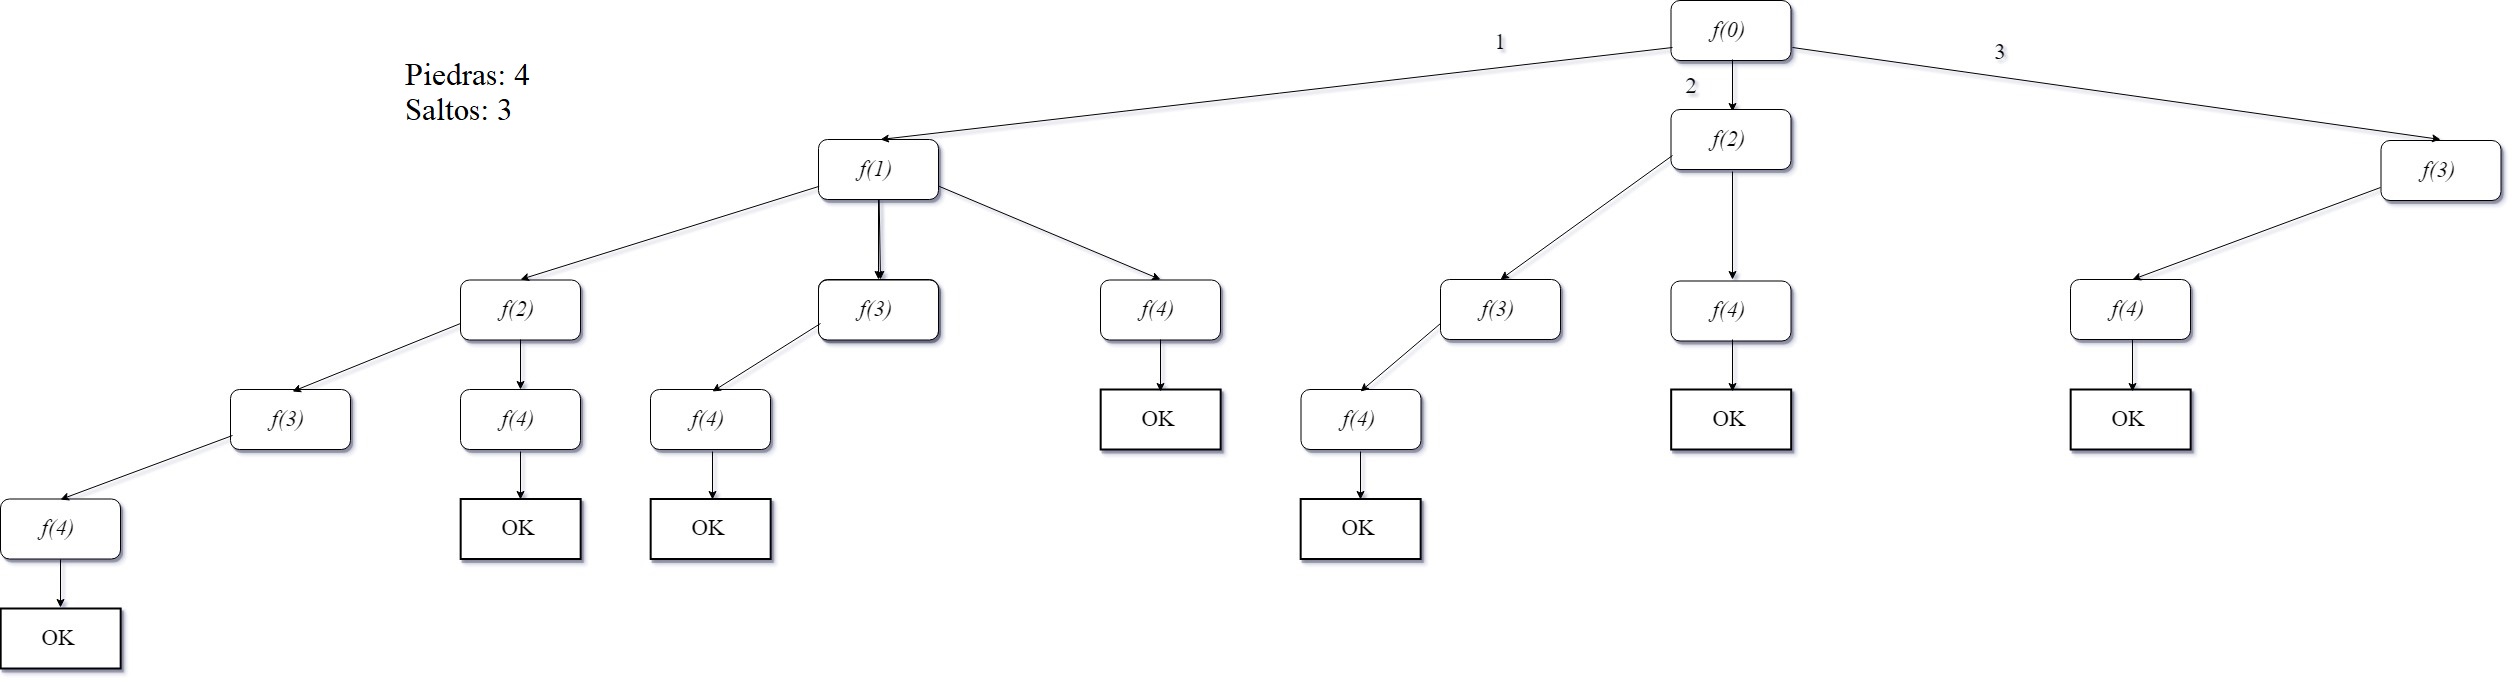 f(0)
1
3
Piedras: 4
2
Saltos: 3
f(2)
f(1)
f(3)
f(2)
f(3)
f(4)
f(3)
f(4)
f(4)
f(3)
f(4)
f(4)
OK
f(4)
OK
OK
f(4)
OK
OK
OK
OK